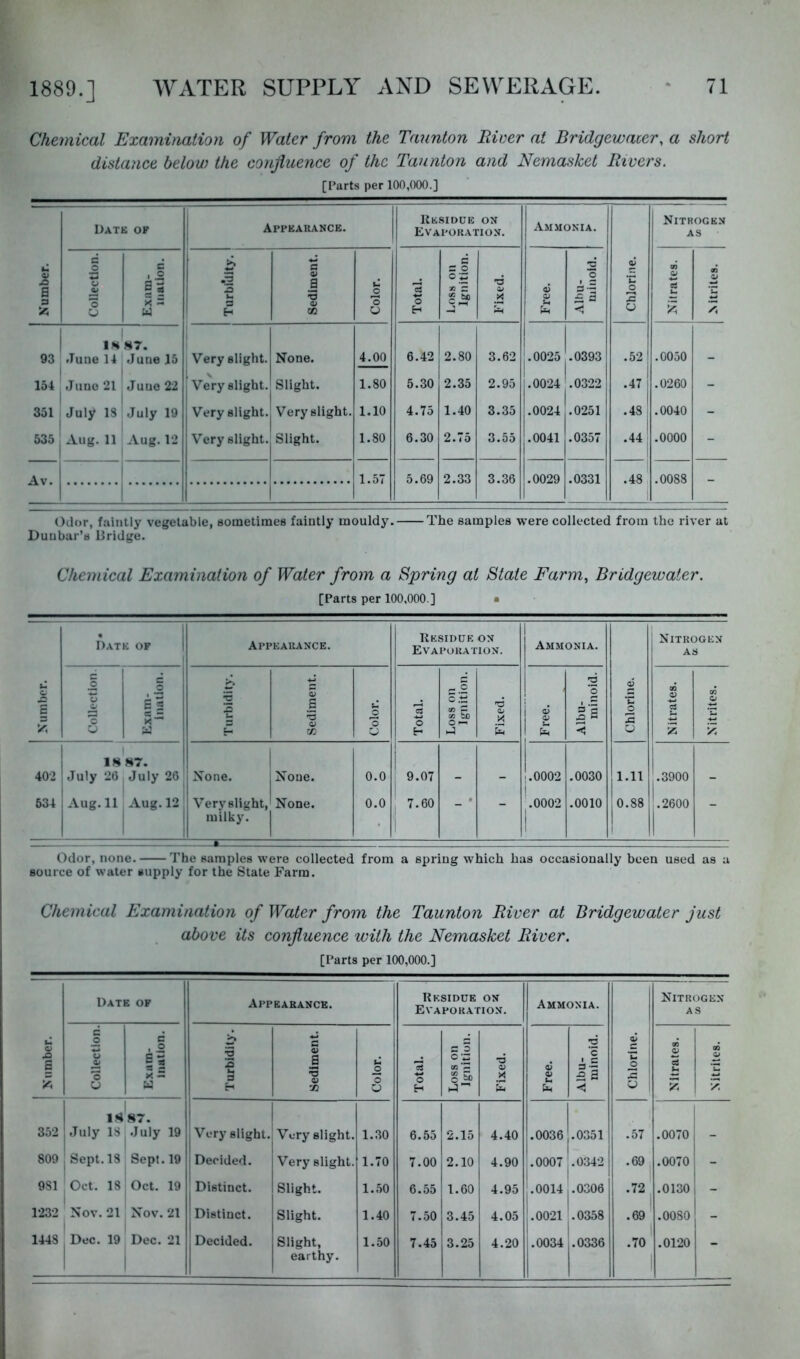 1889.] WATER SUPPLY AND SEWERAGE. 71
Chemical Examination of Water from the Taunton River at Bridgewater, a short
distance below the confluence of the Taunton and Nemasket Rivers.
[Parts per 100,000.]
Number. | DATE OF | APPEARANCE. | RESIDUE ON EVAPORATION. | AMMONIA. | Chlorine. | NITROGEN AS
Collection. | Examination. | Turbidity. | Sediment. | Color. | Total. | Loss on Ignition. | Fixed. | Free. | Albuminoid. | Nitrates. | Nitrites.
1887.
93 | June 14 | June 15 | Very slight. | None. | 4.00 | 6.42 | 2.80 | 3.62 | .0025 | .0393 | .52 | .0050 | -
154 | June 21 | June 22 | Very slight. | Slight. | 1.80 | 5.30 | 2.35 | 2.95 | .0024 | .0322 | .47 | .0260 | -
351 | July 18 | July 19 | Very slight. | Very slight. | 1.10 | 4.75 | 1.40 | 3.35 | .0024 | .0251 | .48 | .0040 | -
535 | Aug. 11 | Aug. 12 | Very slight. | Slight. | 1.80 | 6.30 | 2.75 | 3.55 | .0041 | .0357 | .44 | .0000 | -
Av. | ........ | ........ | ............ | ............ | 1.57 | 5.69 | 2.33 | 3.36 | .0029 | .0331 | .48 | .0088 | -
Odor, faintly vegetable, sometimes faintly mouldy. —— The samples were collected from the river at
Dunbar's Bridge.
Chemical Examination of Water from a Spring at State Farm, Bridgewater.
[Parts per 100,000.]
Number. | DATE OF | APPEARANCE. | RESIDUE ON EVAPORATION. | AMMONIA. | Chlorine. | NITROGEN AS
Collection. | Examination. | Turbidity. | Sediment. | Color. | Total. | Loss on Ignition. | Fixed. | Free. | Albuminoid. | Nitrates. | Nitrites.
1887.
402 | July 26 | July 26 | None. | None. | 0.0 | 9.07 | - | - | .0002 | .0030 | 1.11 | .3900 | -
534 | Aug. 11 | Aug. 12 | Very slight, | None. | 0.0 | 7.60 | - | - | .0002 | .0010 | 0.88 | .2600 | -
milky.
Odor, none. —— The samples were collected from a spring which has occasionally been used as a
source of water supply for the State Farm.
Chemical Examination of Water from the Taunton River at Bridgewater just
above its confluence with the Nemasket River.
[Parts per 100,000.]
Number. | DATE OF | APPEARANCE. | RESIDUE ON EVAPORATION. | AMMONIA. | Chlorine. | NITROGEN AS
Collection. | Examination. | Turbidity. | Sediment. | Color. | Total. | Loss on Ignition. | Fixed. | Free. | Albuminoid. | Nitrates. | Nitrites.
1887.
352 | July 18 | July 19 | Very slight. | Very slight. | 1.30 | 6.55 | 2.15 | 4.40 | .0036 | .0351 | .57 | .0070 | -
809 | Sept. 18 | Sept. 19 | Decided. | Very slight. | 1.70 | 7.00 | 2.10 | 4.90 | .0007 | .0342 | .69 | .0070 | -
981 | Oct. 18 | Oct. 19 | Distinct. | Slight. | 1.50 | 6.55 | 1.60 | 4.95 | .0014 | .0306 | .72 | .0130 | -
1232 | Nov. 21 | Nov. 21 | Distinct. | Slight. | 1.40 | 7.50 | 3.45 | 4.05 | .0021 | .0358 | .69 | .0080 | -
1448 | Dec. 19 | Dec. 21 | Decided. | Slight, | 1.50 | 7.45 | 3.25 | 4.20 | .0034 | .0336 | .70 | .0120 | -
earthy.